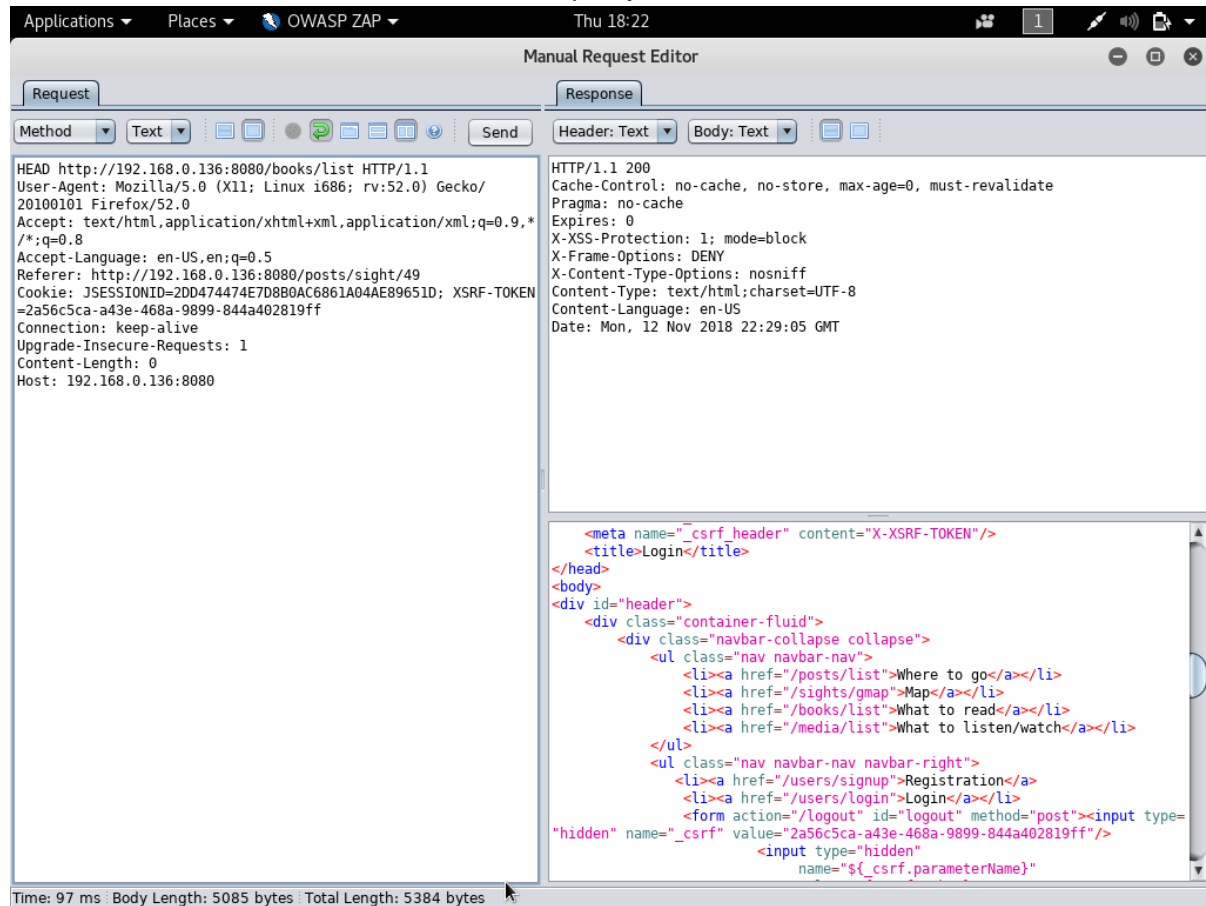 Applications Places OWASP ZAP Thu 18:22 1
Manual Request Editor
Request
Method Text Send
HEAD http://192.168.0.136:8080/books/list HTTP/1.1
User-Agent: Mozilla/5.0 (X11; Linux i686; rv:52.0) Gecko/
20100101 Firefox/52.0
Accept: text/html,application/xhtml+xml,application/xml;q=0.9,*
/*;q=0.8
Accept-Language: en-US,en;q=0.5
Referer: http://192.168.0.136:8080/posts/sight/49
Cookie: JSESSIONID=2DD474474E7D8B0AC6861A04AE89651D; XSRF-TOKEN
=2a56c5ca-a43e-468a-9899-844a402819ff
Connection: keep-alive
Upgrade-Insecure-Requests: 1
Content-Length: 0
Host: 192.168.0.136:8080
Response
Header: Text Body: Text
HTTP/1.1 200
Cache-Control: no-cache, no-store, max-age=0, must-revalidate
Pragma: no-cache
Expires: 0
X-XSS-Protection: 1; mode=block
X-Frame-Options: DENY
X-Content-Type-Options: nosniff
Content-Type: text/html;charset=UTF-8
Content-Language: en-US
Date: Mon, 12 Nov 2018 22:29:05 GMT
<meta name="_csrf_header" content="X-XSRF-TOKEN"/>
<title>Login</title>
</head>
<body>
<div id="header">
<div class="container-fluid">
<div class="navbar-collapse collapse">
<ul class="nav navbar-nav">
<li><a href="/posts/list">Where to go</a></li>
<li><a href="/sights/gmap">Map</a></li>
<li><a href="/books/list">What to read</a></li>
<li><a href="/media/list">What to listen/watch</a></li>
</ul>
<ul class="nav navbar-nav navbar-right">
<li><a href="/users/signup">Registration</a>
<li><a href="/users/login">Login</a></li>
<form action="/logout" id="logout" method="post"><input type=
"hidden" name="_csrf" value="2a56c5ca-a43e-468a-9899-844a402819ff"/>
<input type="hidden"
name="${_csrf.parameterName}"
Time: 97 ms Body Length: 5085 bytes Total Length: 5384 bytes